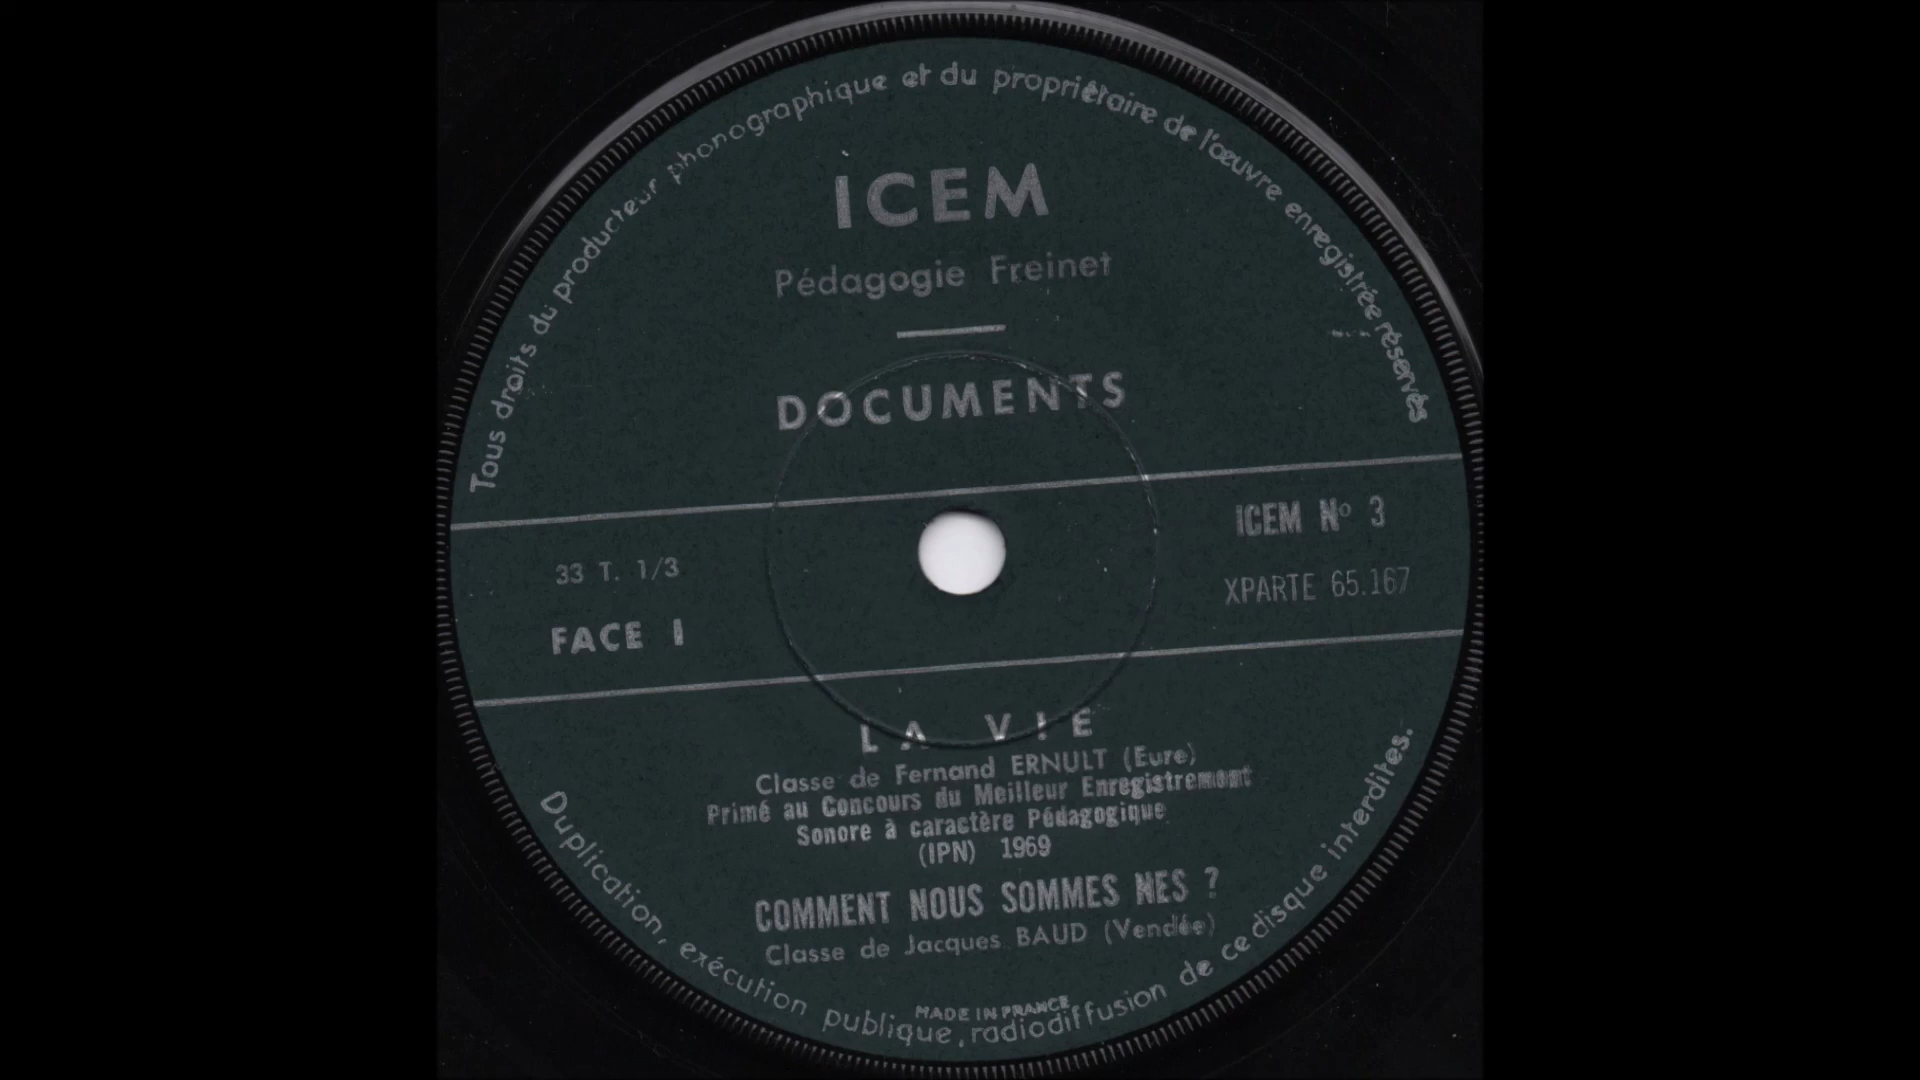 Tous droits du producteur phonographique et du propriétaire de l'œuvre enregistrée réservés
ICEM
Pédagogie Freinet
DOCUMENTS
ICEM Nº 3
33 T. 1/3
XPARTE 65.167
FACE I
LA VIE
Classe de Fernand ERNULT (Eure)
Primé au Concours du Meilleur Enregistrement
Sonore à caractère Pédagogique
(IPN) 1969
COMMENT NOUS SOMMES NES ?
Classe de Jacques BAUD (Vendée)
MADE IN FRANCE
Duplication, exécution publique, radiodiffusion de ce disque interdites.